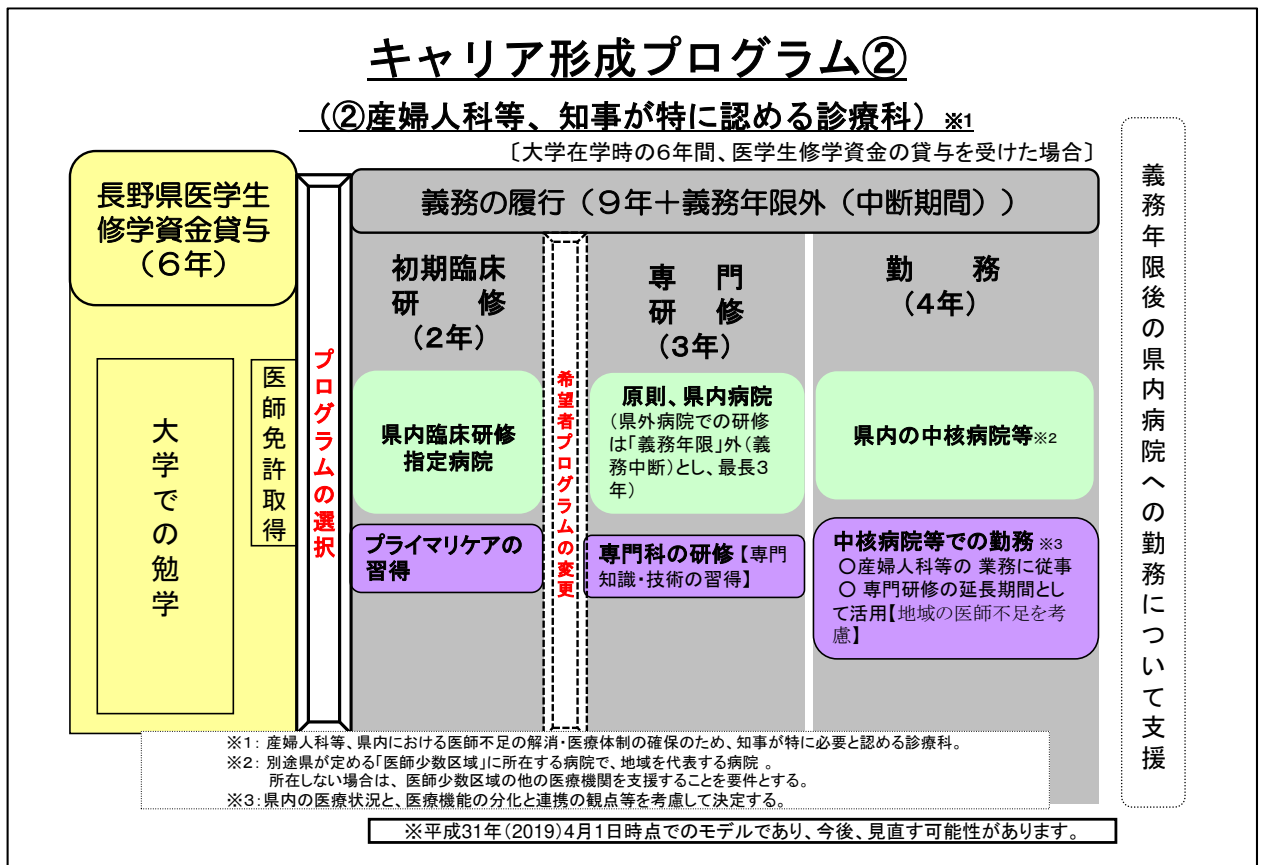 キャリア形成プログラム②
(②産婦人科等、知事が特に認める診療科) ※1
〔大学在学時の6年間、医学生修学資金の貸与を受けた場合〕
長野県医学生
修学資金貸与
(6年)
大学での勉学
医師免許取得
プログラムの選択
義務の履行(9年+義務年限外(中断期間))
初期臨床
研 修
(2年)
県内臨床研修
指定病院
プライマリケアの
習得
希望者プログラムの変更
専 門
研 修
(3年)
原則、県内病院
(県外病院での研修
は「義務年限」外(義
務中断)とし、最長3
年)
専門科の研修【専門
知識・技術の習得】
勤 務
(4年)
県内の中核病院等※2
中核病院等での勤務 ※3
○産婦人科等の 業務に従事
○ 専門研修の延長期間とし
て活用【地域の医師不足を考
慮】
義務年限後の県内病院への勤務について支援
※1: 産婦人科等、県内における医師不足の解消・医療体制の確保のため、知事が特に必要と認める診療科。
※2: 別途県が定める「医師少数区域」に所在する病院で、地域を代表する病院 。
所在しない場合は、医師少数区域の他の医療機関を支援することを要件とする。
※3:県内の医療状況と、医療機能の分化と連携の観点等を考慮して決定する。
※平成31年(2019)4月1日時点でのモデルであり、今後、見直す可能性があります。